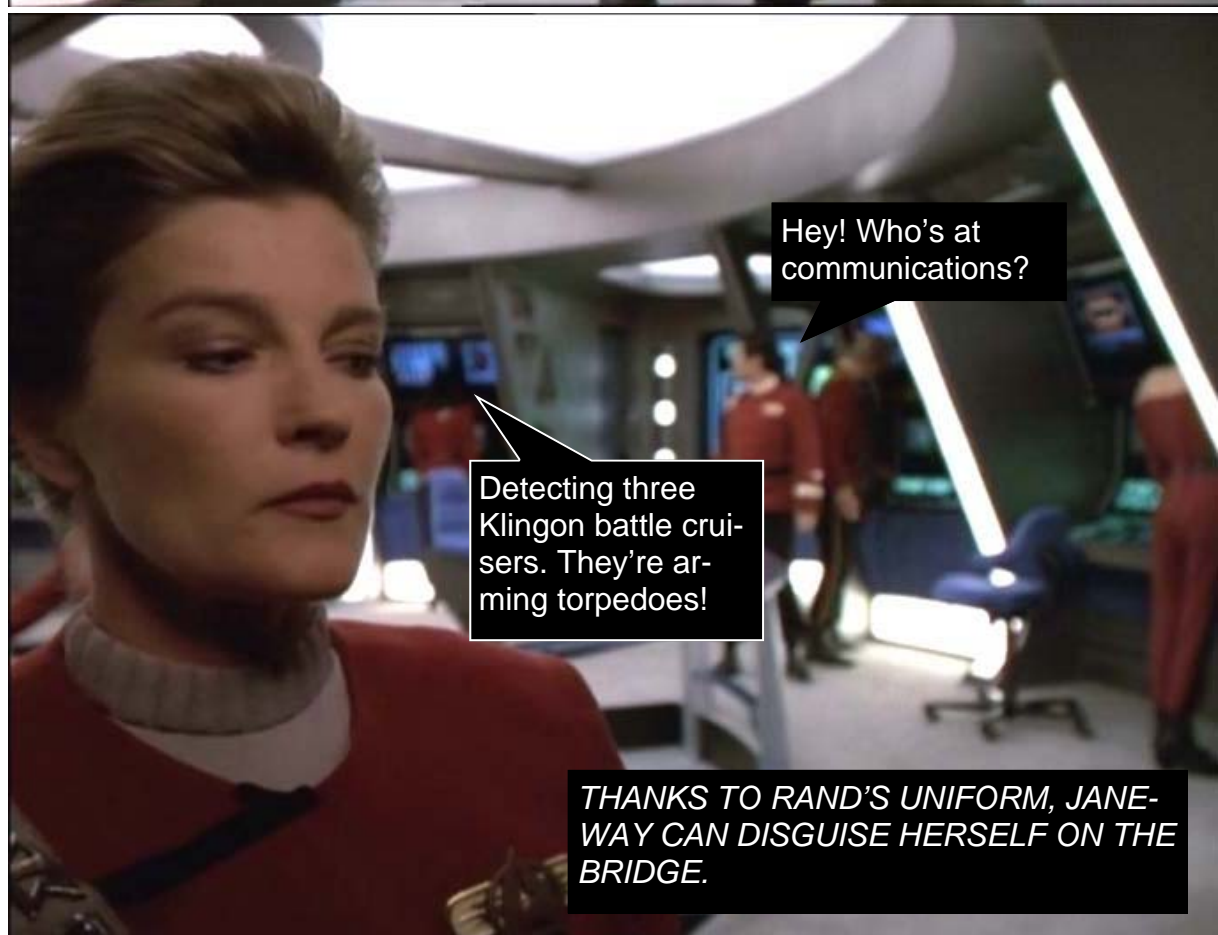 Hey! Who’s at
communications?
Detecting three
Klingon battle crui-
sers. They’re ar-
ming torpedoes!
THANKS TO RAND’S UNIFORM, JANE-
WAY CAN DISGUISE HERSELF ON THE
BRIDGE.